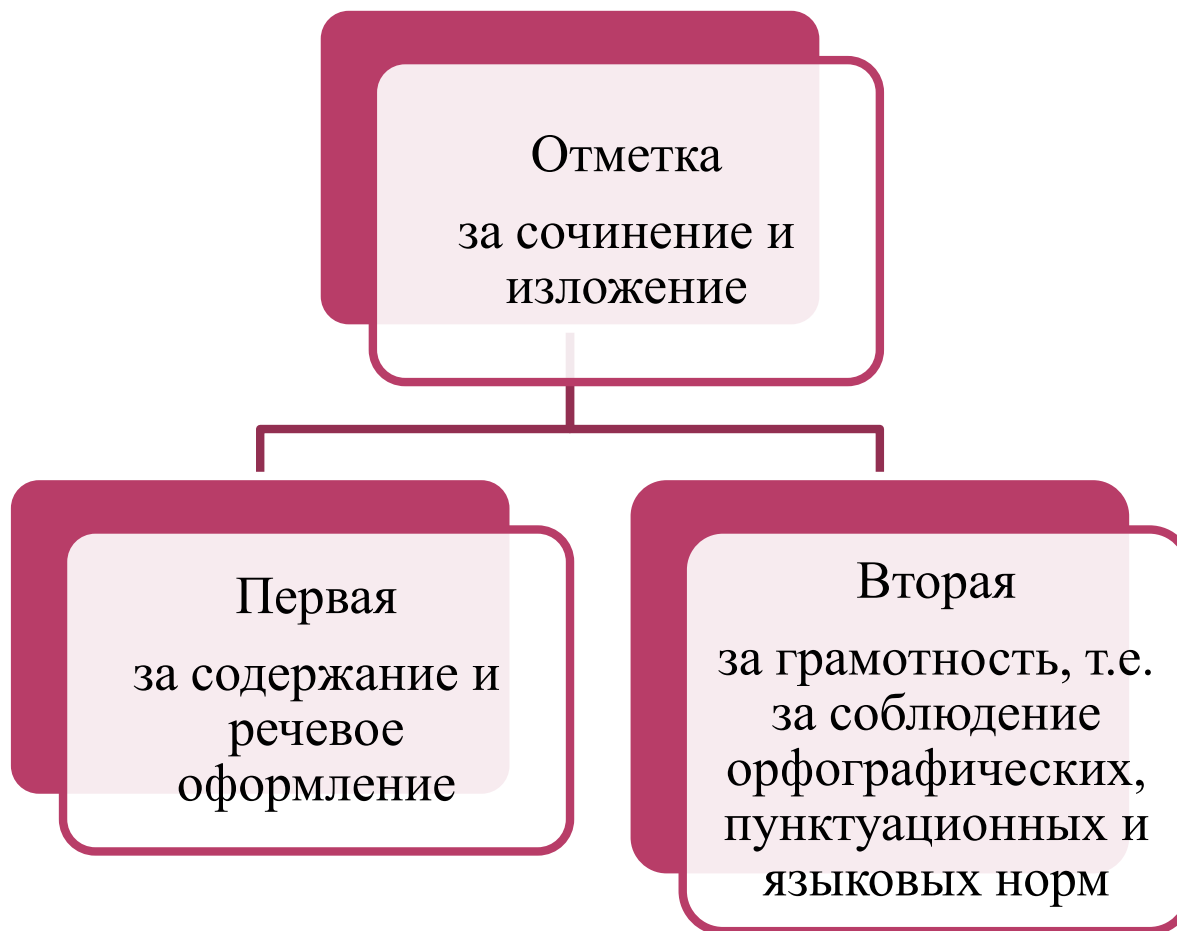 Отметка
за сочинение и
изложение
Первая
за содержание и
речевое
оформление
Вторая
за грамотность, т.е.
за соблюдение
орфографических,
пунктуационных и
языковых норм